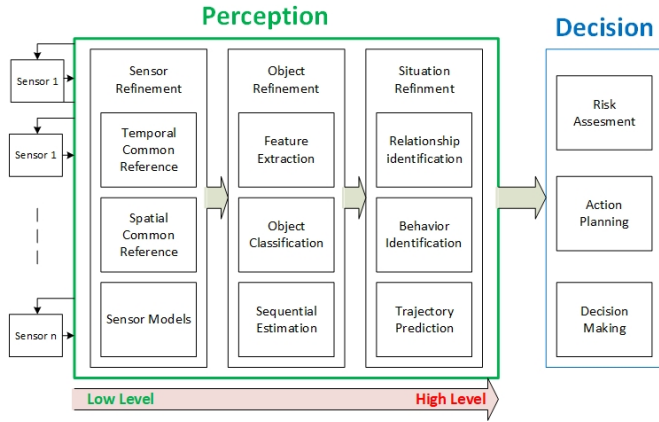 Perception
Decision
Sensor 1
Sensor 1
Sensor n
Sensor
Refinement
Temporal
Common
Reference
Spatial
Common
Reference
Sensor Models
Object
Refinement
Feature
Extraction
Object
Classification
Sequential
Estimation
Situation
Refinment
Relationship
identification
Behavior
Identification
Trajectory
Prediction
Risk
Assesment
Action
Planning
Decision
Making
Low Level
High Level